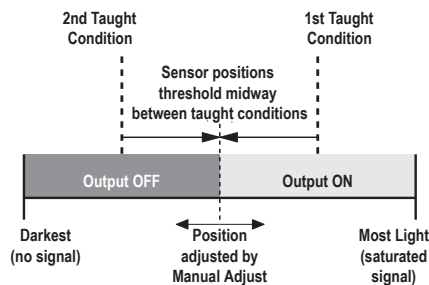 2nd Taught
Condition
1st Taught
Condition
Sensor positions
threshold midway
between taught conditions
Output OFF
Output ON
Darkest
(no signal)
Position
adjusted by
Manual Adjust
Most Light
(saturated
signal)